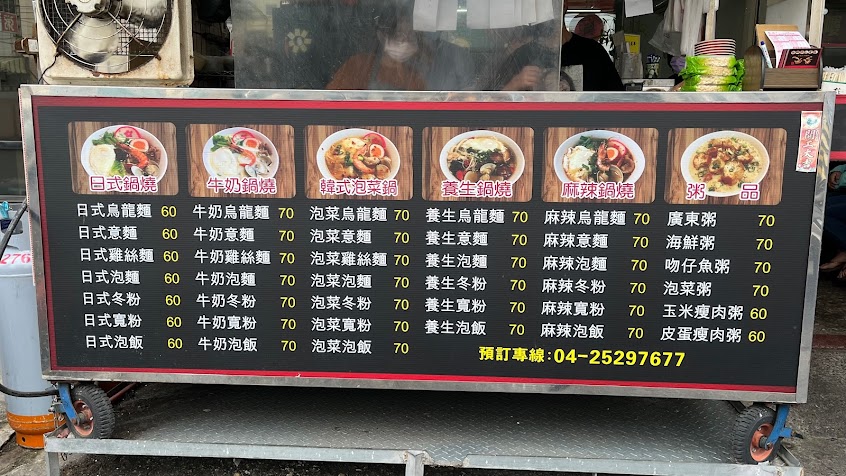 日式鍋燒
日式烏龍麵 60
日式意麵 60
日式雞絲麵 60
日式泡麵 60
日式冬粉 60
日式寬粉 60
日式泡飯 60
牛奶鍋燒
牛奶烏龍麵 70
牛奶意麵 70
牛奶雞絲麵 70
牛奶泡麵 70
牛奶冬粉 70
牛奶寬粉 70
牛奶泡飯 70
韓式泡菜鍋
泡菜烏龍麵 70
泡菜意麵 70
泡菜雞絲麵 70
泡菜泡麵 70
泡菜冬粉 70
泡菜寬粉 70
泡菜泡飯 70
養生鍋燒
養生烏龍麵 70
養生意麵 70
養生泡麵 70
養生冬粉 70
養生寬粉 70
養生泡飯 70
麻辣鍋燒
麻辣烏龍麵 70
麻辣意麵 70
麻辣泡麵 70
麻辣冬粉 70
麻辣寬粉 70
麻辣泡飯 70
粥品
廣東粥 70
海鮮粥 70
吻仔魚粥 70
泡菜粥 70
玉米瘦肉粥 60
皮蛋瘦肉粥 60
預訂專線:04-25297677
276